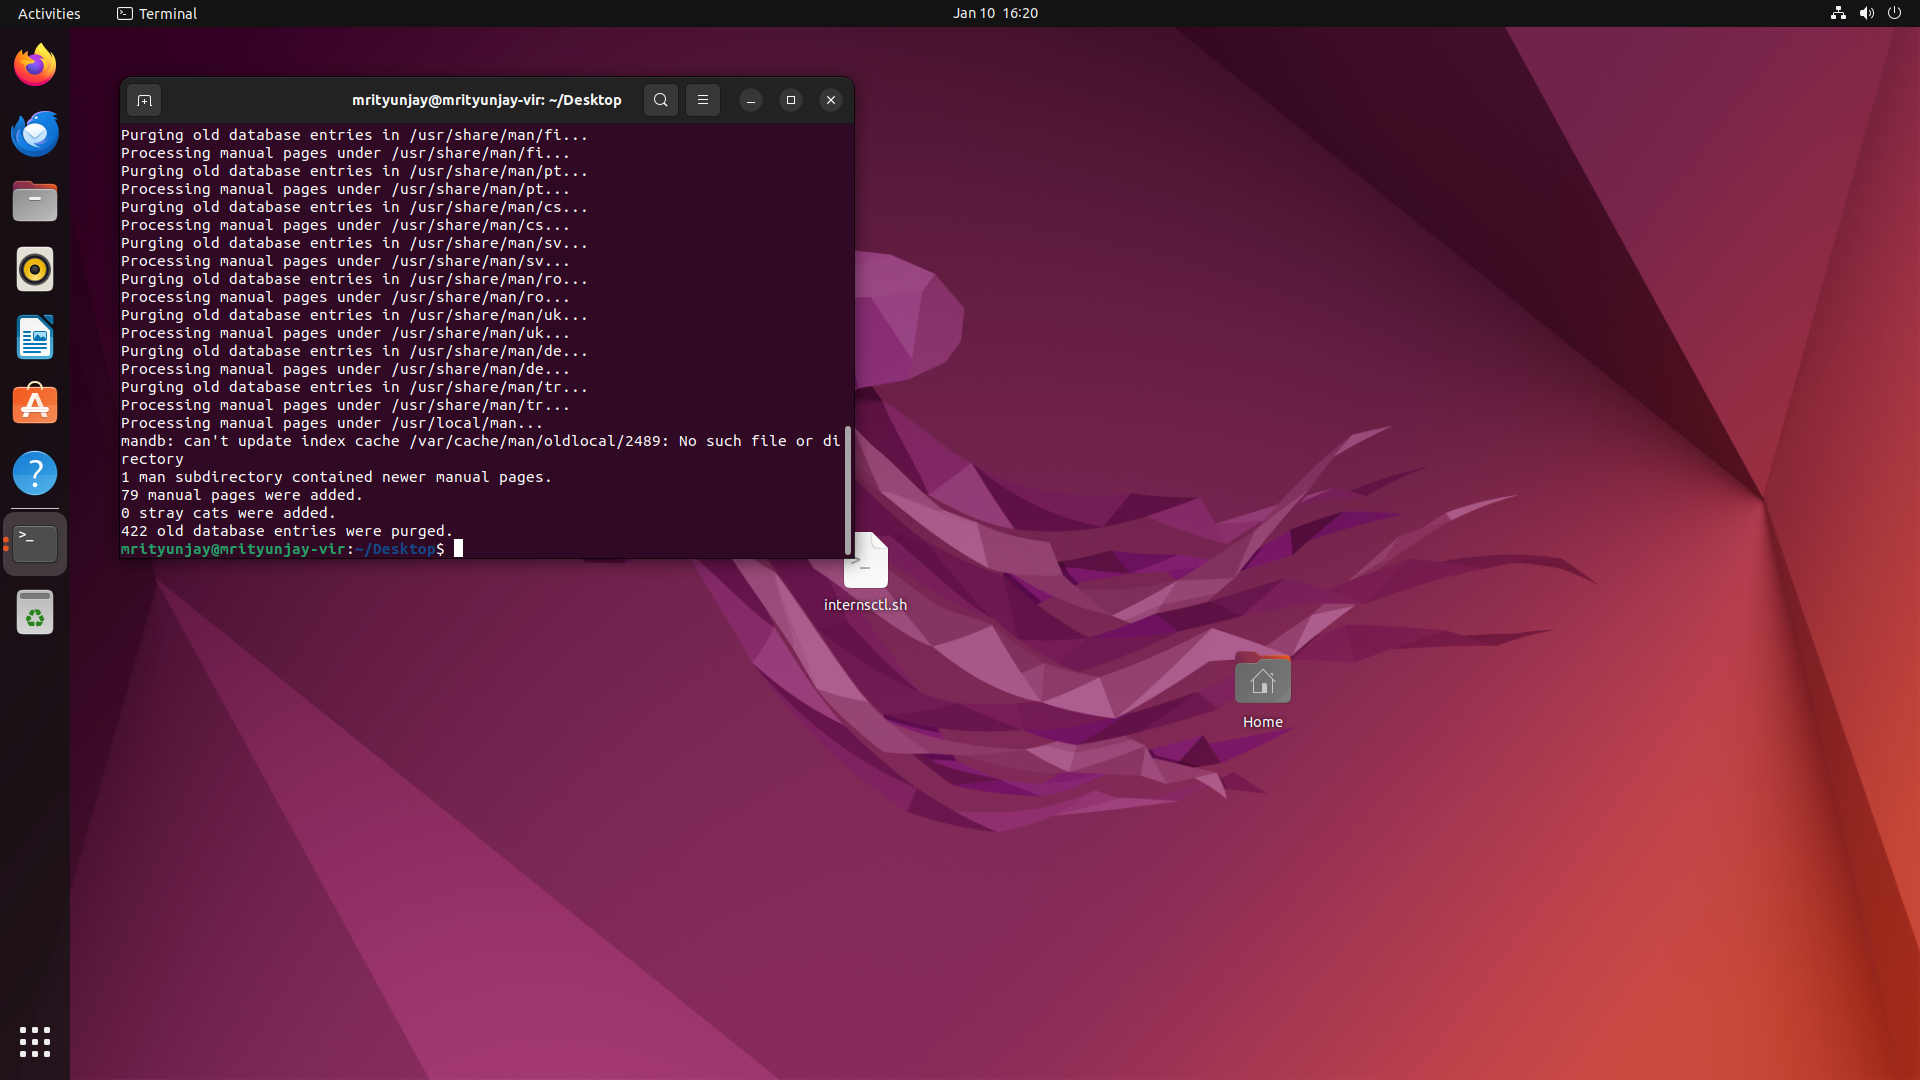 Activities
Terminal
Jan 10 16:20
mrityunjay@mrityunjay-vir: ~/Desktop
Purging old database entries in /usr/share/man/fi...
Processing manual pages under /usr/share/man/fi...
Purging old database entries in /usr/share/man/pt...
Processing manual pages under /usr/share/man/pt...
Purging old database entries in /usr/share/man/cs...
Processing manual pages under /usr/share/man/cs...
Purging old database entries in /usr/share/man/sv...
Processing manual pages under /usr/share/man/sv...
Purging old database entries in /usr/share/man/ro...
Processing manual pages under /usr/share/man/ro...
Purging old database entries in /usr/share/man/uk...
Processing manual pages under /usr/share/man/uk...
Purging old database entries in /usr/share/man/de...
Processing manual pages under /usr/share/man/de...
Purging old database entries in /usr/share/man/tr...
Processing manual pages under /usr/share/man/tr...
Processing manual pages under /usr/local/man...
mandb: can't update index cache /var/cache/man/oldlocal/2489: No such file or di
rectory
1 man subdirectory contained newer manual pages.
79 manual pages were added.
0 stray cats were added.
422 old database entries were purged.
mrityunjay@mrityunjay-vir:~/Desktop$
internsctl.sh
Home